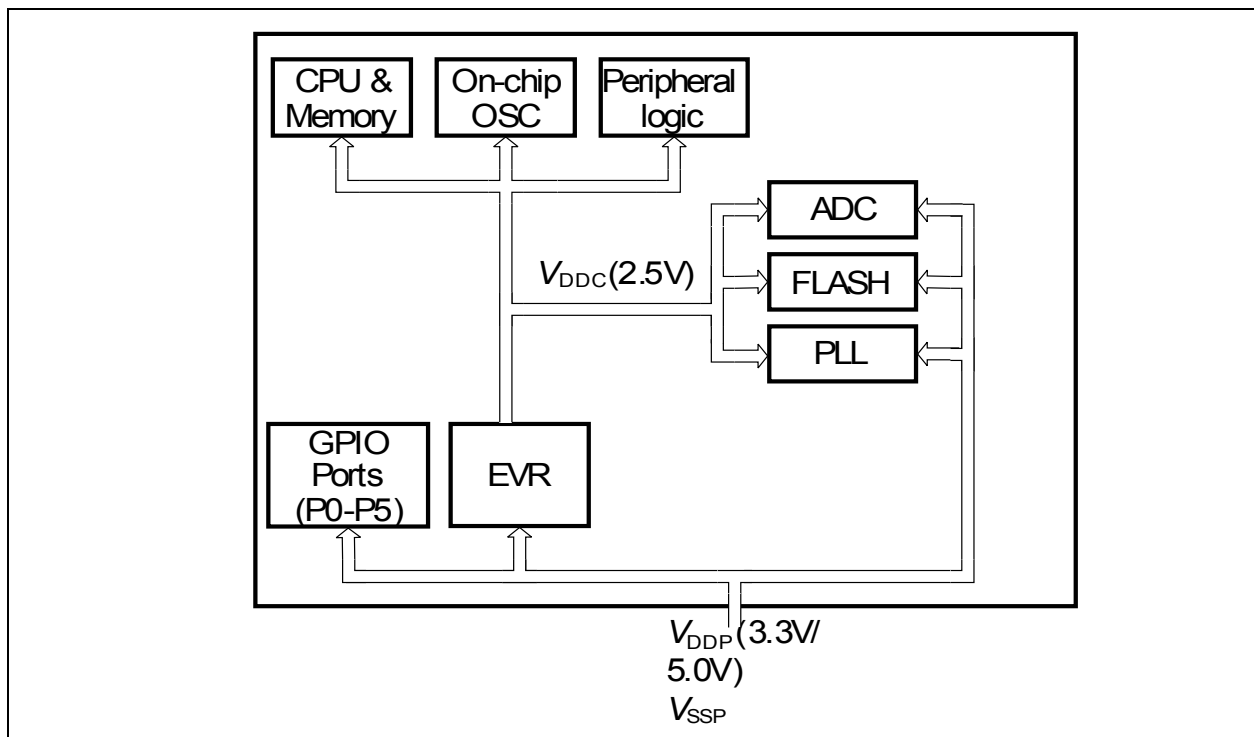 CPU &
Memory
On-chip
OSC
Peripheral
logic
ADC
VDDC (2.5V)
FLASH
PLL
GPIO
Ports
(P0-P5)
EVR
VDDP (3.3V/
5.0V)
VSSP